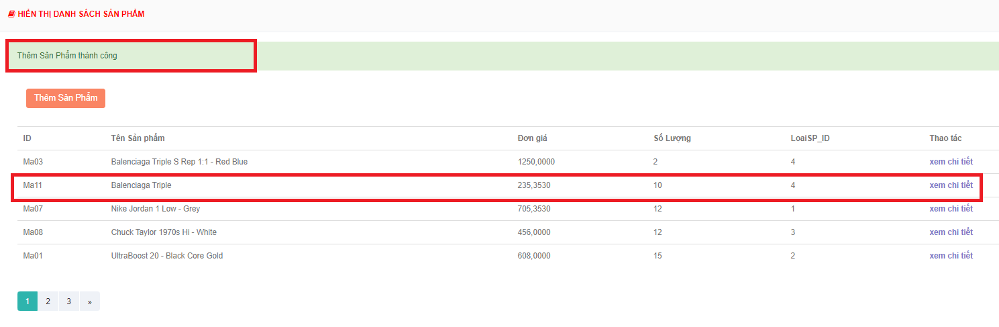 HIỂN THỊ DANH SÁCH SẢN PHẨM
Thêm Sản Phẩm thành công
Thêm Sản Phẩm
ID Tên Sản phẩm Đơn giá Số Lượng LoaiSP_ID Thao tác
Ma03 Balenciaga Triple S Rep 1:1 - Red Blue 1250,0000 2 4 xem chi tiết
Ma11 Balenciaga Triple 235,3530 10 4 xem chi tiết
Ma07 Nike Jordan 1 Low - Grey 705,3530 12 1 xem chi tiết
Ma08 Chuck Taylor 1970s Hi - White 456,0000 12 3 xem chi tiết
Ma01 UltraBoost 20 - Black Core Gold 608,0000 15 2 xem chi tiết
1 2 3 »